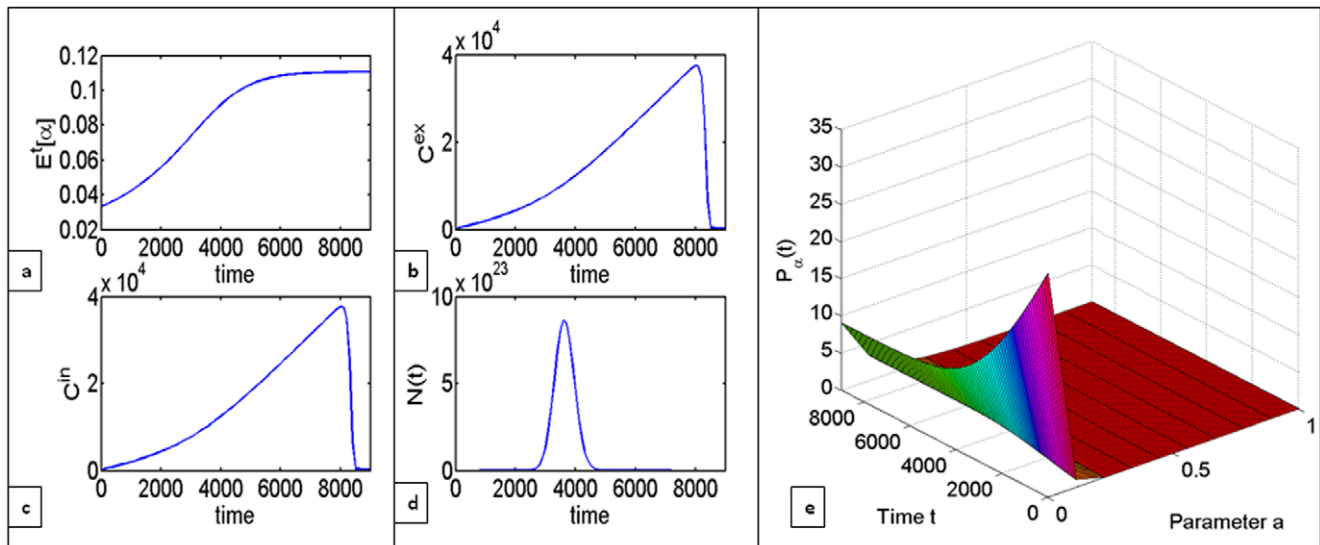 0.12
0.1
0.08
0.06
0.04
0.02
E^t[α]
0 2000 4000 6000 8000
time
a
x 10^4
4
2
0
C^ex
0 2000 4000 6000 8000
time
b
x 10^4
4
2
0
C^in
0 2000 4000 6000 8000
time
c
x 10^23
10
5
0
N(t)
0 2000 4000 6000 8000
time
d
35
30
25
20
15
10
5
0
P_α(t)
8000
6000
4000
2000
0
Time t
0
0.5
1
Parameter a
e